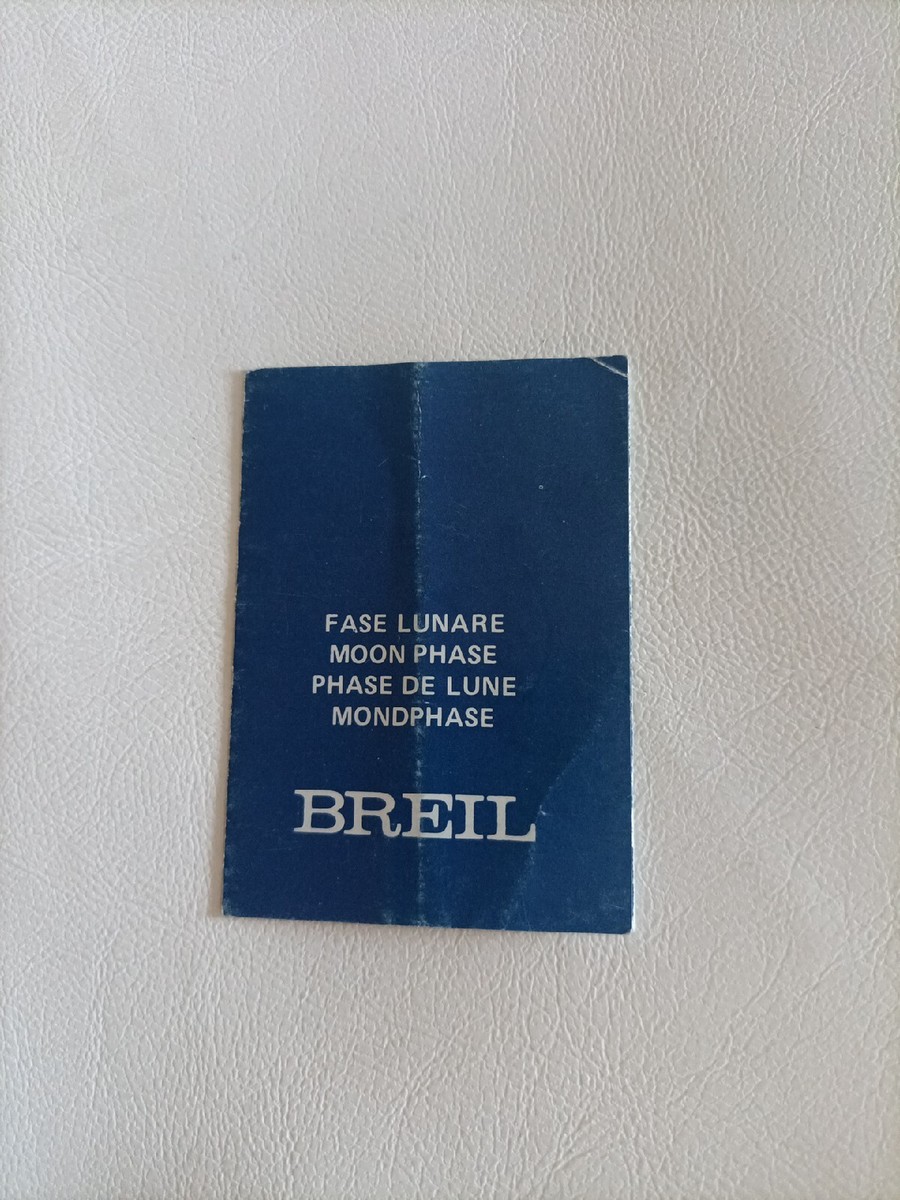 FASE LUNARE
MOON PHASE
PHASE DE LUNE
MONDPHASE
BREIL